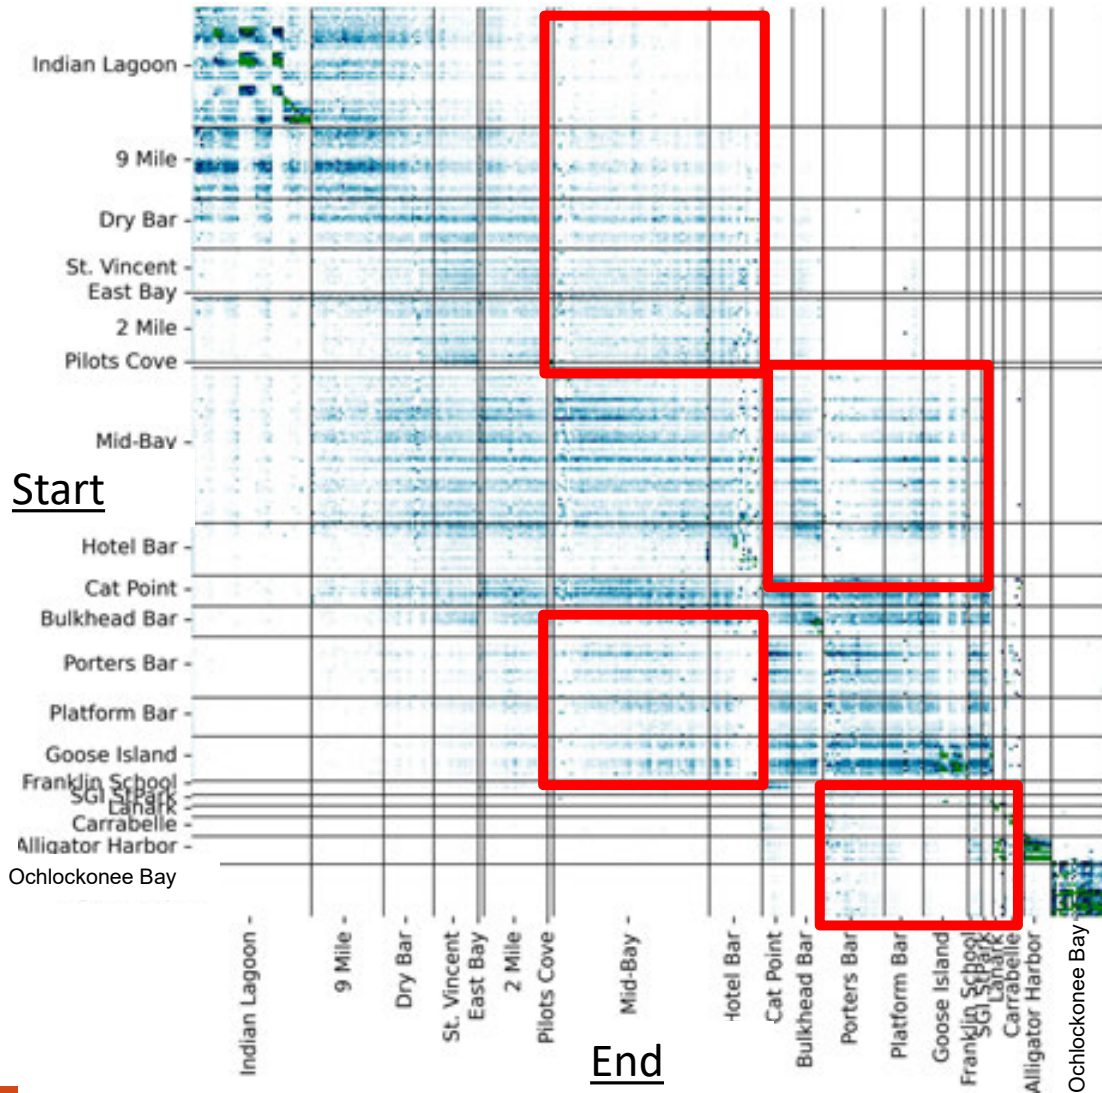 Indian Lagoon
9 Mile
Dry Bar
St. Vincent
East Bay
2 Mile
Pilots Cove
Mid-Bay
Start
Hotel Bar
Cat Point
Bulkhead Bar
Porters Bar
Platform Bar
Goose Island
Franklin School
SGI StPark
Lanark
Carrabelle
Alligator Harbor
Ochlockonee Bay
Indian Lagoon
9 Mile
Dry Bar
St. Vincent
East Bay
2 Mile
Pilots Cove
Mid-Bay
Hotel Bar
Cat Point
Bulkhead Bar
Porters Bar
Platform Bar
Goose Island
Franklin School
SGI StPark
Lanark
Carrabelle
Alligator Harbor
Ochlockonee Bay
End